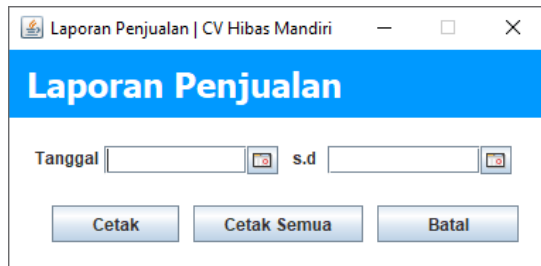 Laporan Penjualan | CV Hibas Mandiri
Laporan Penjualan
Tanggal s.d
Cetak Cetak Semua Batal